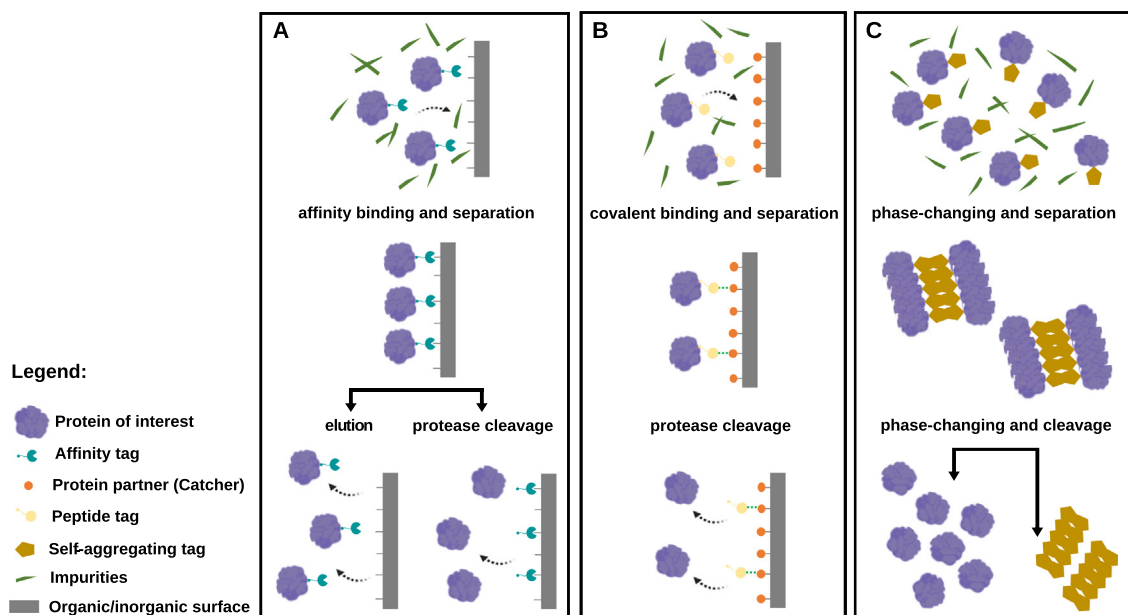 A
affinity binding and separation
elution
protease cleavage
B
covalent binding and separation
protease cleavage
C
phase-changing and separation
phase-changing and cleavage
Legend:
Protein of interest
Affinity tag
Protein partner (Catcher)
Peptide tag
Self-aggregating tag
Impurities
Organic/inorganic surface